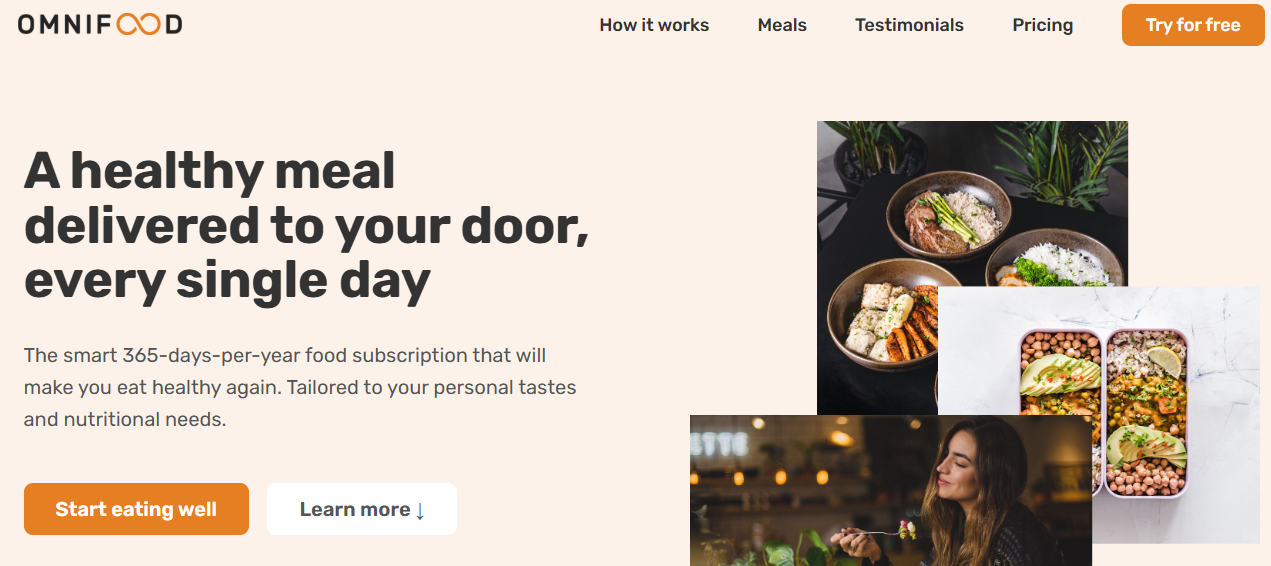 OMNIFOOD
How it works
Meals
Testimonials
Pricing
Try for free
A healthy meal
delivered to your door,
every single day
The smart 365-days-per-year food subscription that will
make you eat healthy again. Tailored to your personal tastes
and nutritional needs.
Start eating well
Learn more ↓